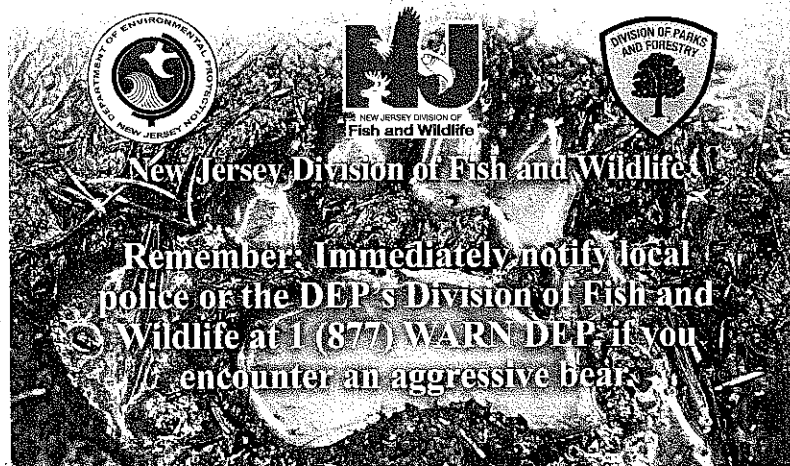 DEPARTMENT OF ENVIRONMENTAL PROTECTION
NEW JERSEY
NJ
NEW JERSEY DIVISION OF
Fish and Wildlife
DIVISION OF PARKS
AND FORESTRY
New Jersey Division of Fish and Wildlife
Remember: Immediately notify local
police or the DEP's Division of Fish and
Wildlife at 1 (877) WARN DEP if you
encounter an aggressive bear.